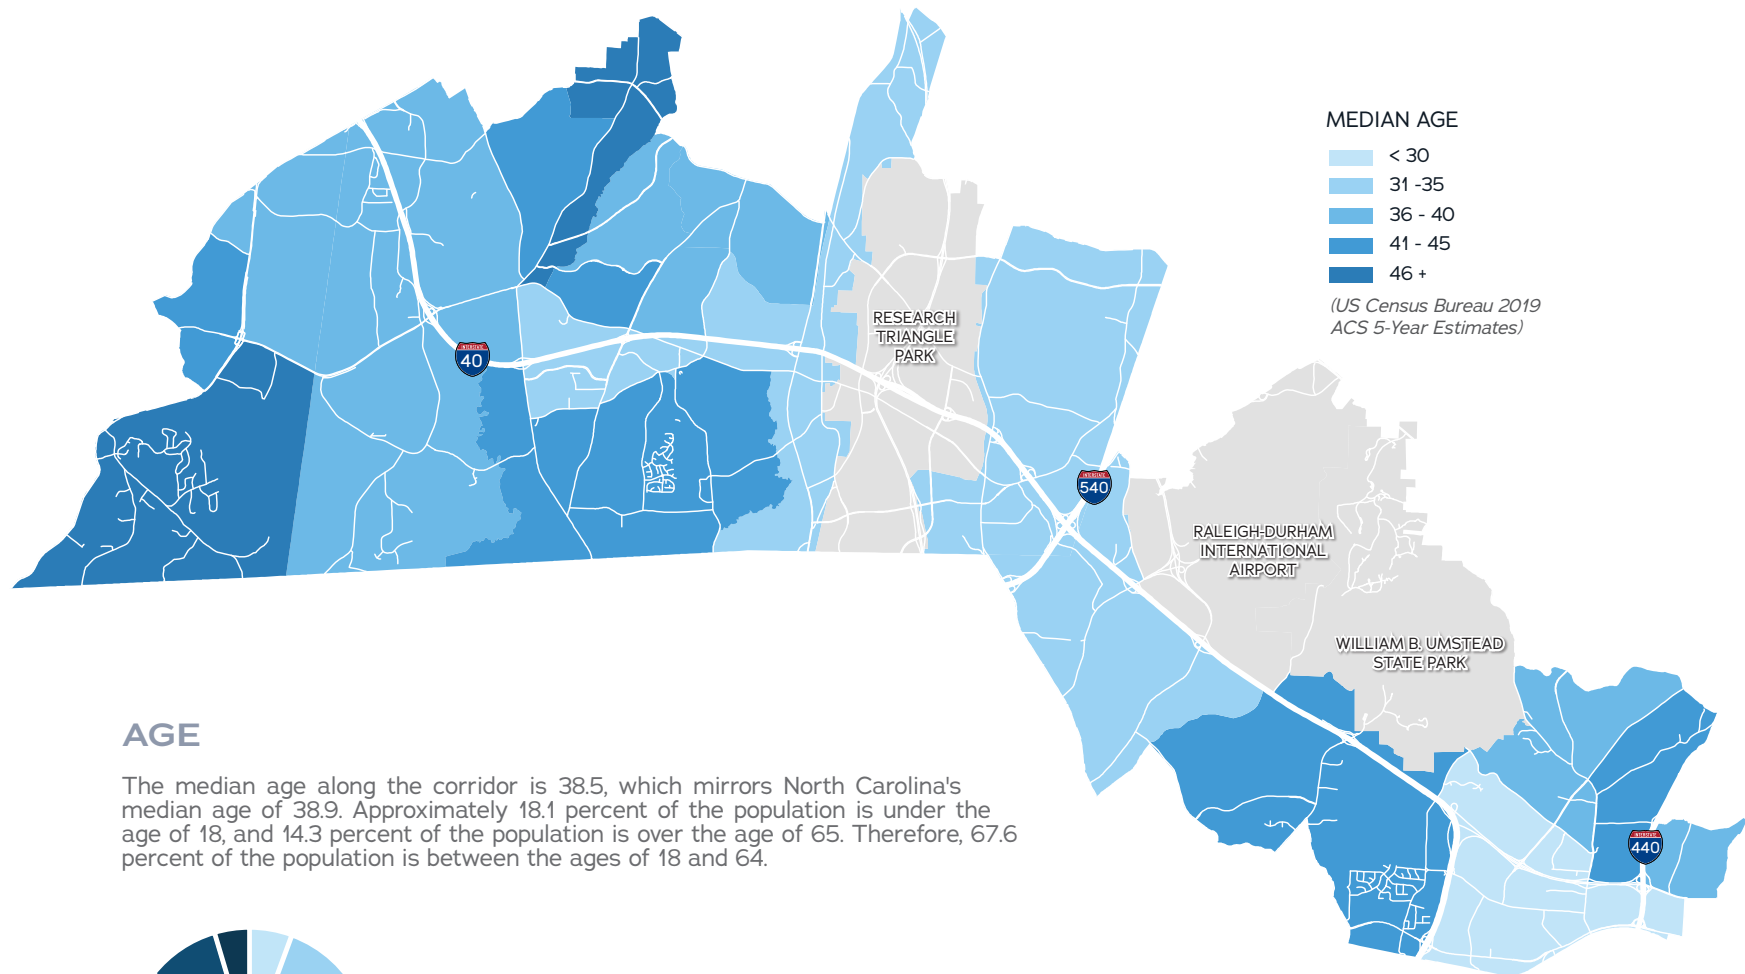 MEDIAN AGE
< 30
31 -35
36 - 40
41 - 45
46 +
(US Census Bureau 2019
ACS 5-Year Estimates)
RESEARCH
TRIANGLE
PARK
INTERSTATE
40
INTERSTATE
540
RALEIGH-DURHAM
INTERNATIONAL
AIRPORT
WILLIAM B. UMSTEAD
STATE PARK
INTERSTATE
440
AGE
The median age along the corridor is 38.5, which mirrors North Carolina's
median age of 38.9. Approximately 18.1 percent of the population is under the
age of 18, and 14.3 percent of the population is over the age of 65. Therefore, 67.6
percent of the population is between the ages of 18 and 64.